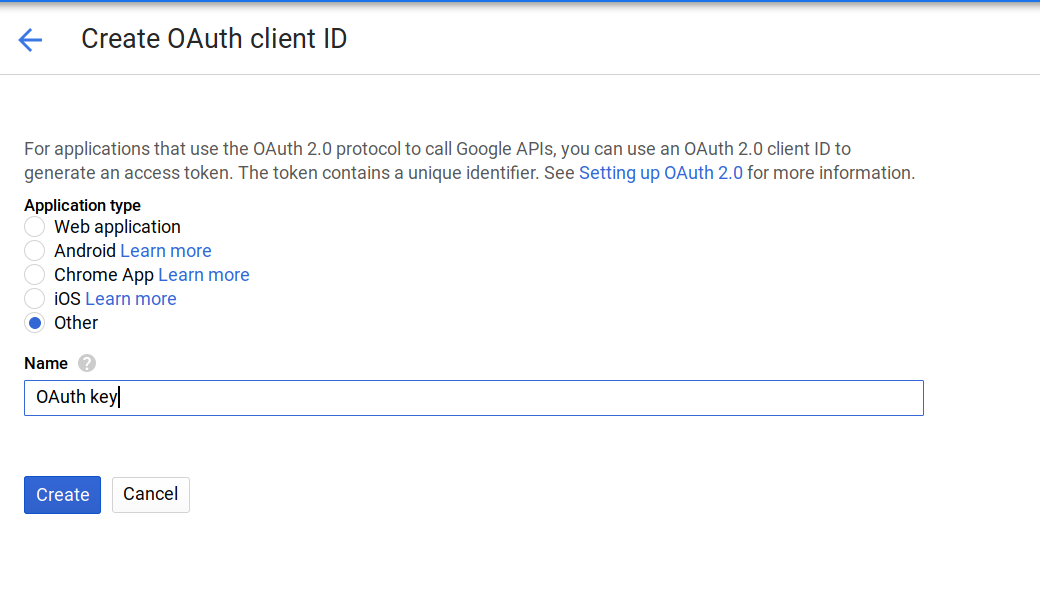 Create OAuth client ID
For applications that use the OAuth 2.0 protocol to call Google APIs, you can use an OAuth 2.0 client ID to
generate an access token. The token contains a unique identifier. See Setting up OAuth 2.0 for more information.
Application type
Web application
Android Learn more
Chrome App Learn more
iOS Learn more
Other
Name ?
OAuth key
Create Cancel